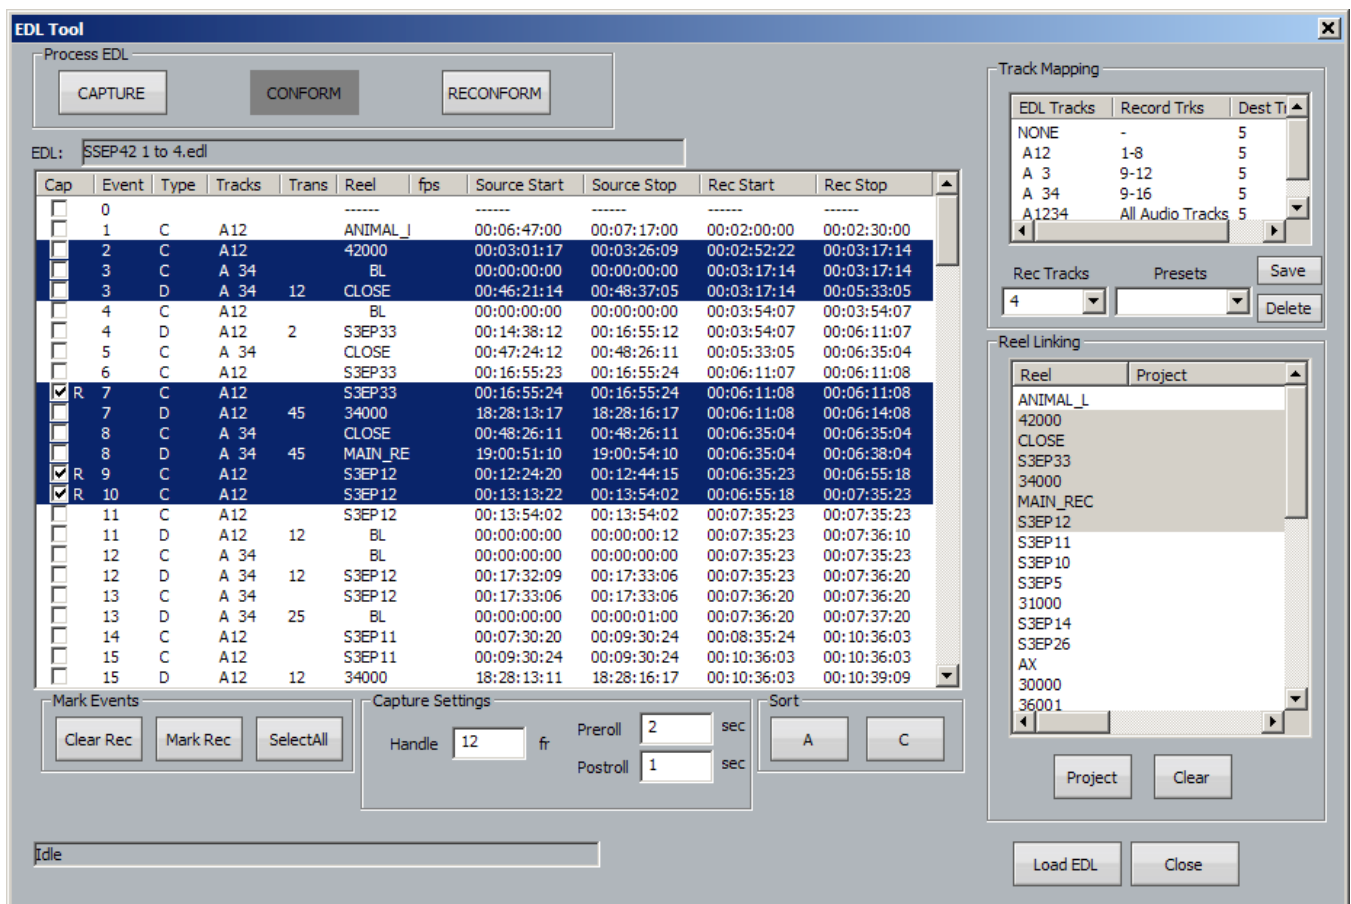 EDL Tool
Process EDL
CAPTURE CONFORM RECONFORM
EDL: SSEP42 1 to 4.edl
Cap Event Type Tracks Trans Reel fps Source Start Source Stop Rec Start Rec Stop
0 ------ ------ ------ ------ ------
1 C A12 ANIMAL_I 00:06:47:00 00:07:17:00 00:02:00:00 00:02:30:00
2 C A12 42000 00:03:01:17 00:03:26:09 00:02:52:22 00:03:17:14
3 C A 34 BL 00:00:00:00 00:00:00:00 00:03:17:14 00:03:17:14
3 D A 34 12 CLOSE 00:46:21:14 00:48:37:05 00:03:17:14 00:05:33:05
4 C A12 BL 00:00:00:00 00:00:00:00 00:03:54:07 00:03:54:07
4 D A12 2 S3EP33 00:14:38:12 00:16:55:12 00:03:54:07 00:06:11:07
5 C A 34 CLOSE 00:47:24:12 00:48:26:11 00:05:33:05 00:06:35:04
6 C A12 S3EP33 00:16:55:23 00:16:55:24 00:06:11:07 00:06:11:08
R 7 C A12 S3EP33 00:16:55:24 00:16:55:24 00:06:11:08 00:06:11:08
7 D A12 45 34000 18:28:13:17 18:28:16:17 00:06:11:08 00:06:14:08
8 C A 34 CLOSE 00:48:26:11 00:48:26:11 00:06:35:04 00:06:35:04
8 D A 34 45 MAIN_RE 19:00:51:10 19:00:54:10 00:06:35:04 00:06:38:04
R 9 C A12 S3EP12 00:12:24:20 00:12:44:15 00:06:35:23 00:06:55:18
R 10 C A12 S3EP12 00:13:13:22 00:13:54:02 00:06:55:18 00:07:35:23
11 C A12 S3EP12 00:13:54:02 00:13:54:02 00:07:35:23 00:07:35:23
11 D A12 12 BL 00:00:00:00 00:00:00:12 00:07:35:23 00:07:36:10
12 C A 34 BL 00:00:00:00 00:00:00:00 00:07:35:23 00:07:35:23
12 D A 34 12 S3EP12 00:17:32:09 00:17:33:06 00:07:35:23 00:07:36:20
13 C A 34 S3EP12 00:17:33:06 00:17:33:06 00:07:36:20 00:07:36:20
13 D A 34 25 BL 00:00:00:00 00:00:01:00 00:07:36:20 00:07:37:20
14 C A12 S3EP11 00:07:30:20 00:09:30:24 00:08:35:24 00:10:36:03
15 C A12 S3EP11 00:09:30:24 00:09:30:24 00:10:36:03 00:10:36:03
15 D A12 12 34000 18:28:13:11 18:28:16:17 00:10:36:03 00:10:39:09
Mark Events
Clear Rec Mark Rec SelectAll
Capture Settings
Handle 12 fr
Preroll 2 sec
Postroll 1 sec
Sort
A C
Idle
Track Mapping
EDL Tracks Record Trks Dest Tr
NONE - 5
A12 1-8 5
A 3 9-12 5
A 34 9-16 5
A1234 All Audio Tracks 5
Rec Tracks Presets Save
4 Delete
Reel Linking
Reel Project
ANIMAL_L
42000
CLOSE
S3EP33
34000
MAIN_REC
S3EP12
S3EP11
S3EP10
S3EP5
31000
S3EP14
S3EP26
AX
30000
36001
Project Clear
Load EDL Close